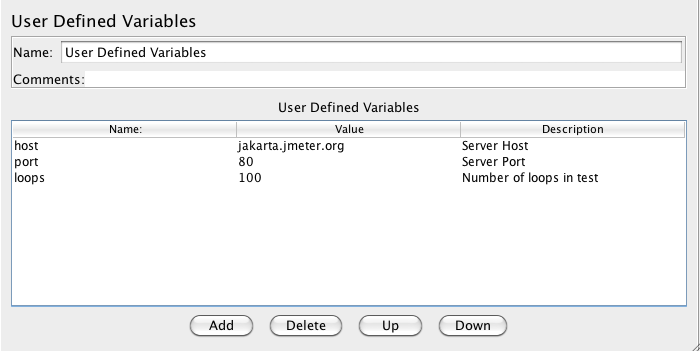 User Defined Variables
Name: User Defined Variables
Comments:
User Defined Variables
Name: Value Description
host jakarta.jmeter.org Server Host
port 80 Server Port
loops 100 Number of loops in test
Add Delete Up Down